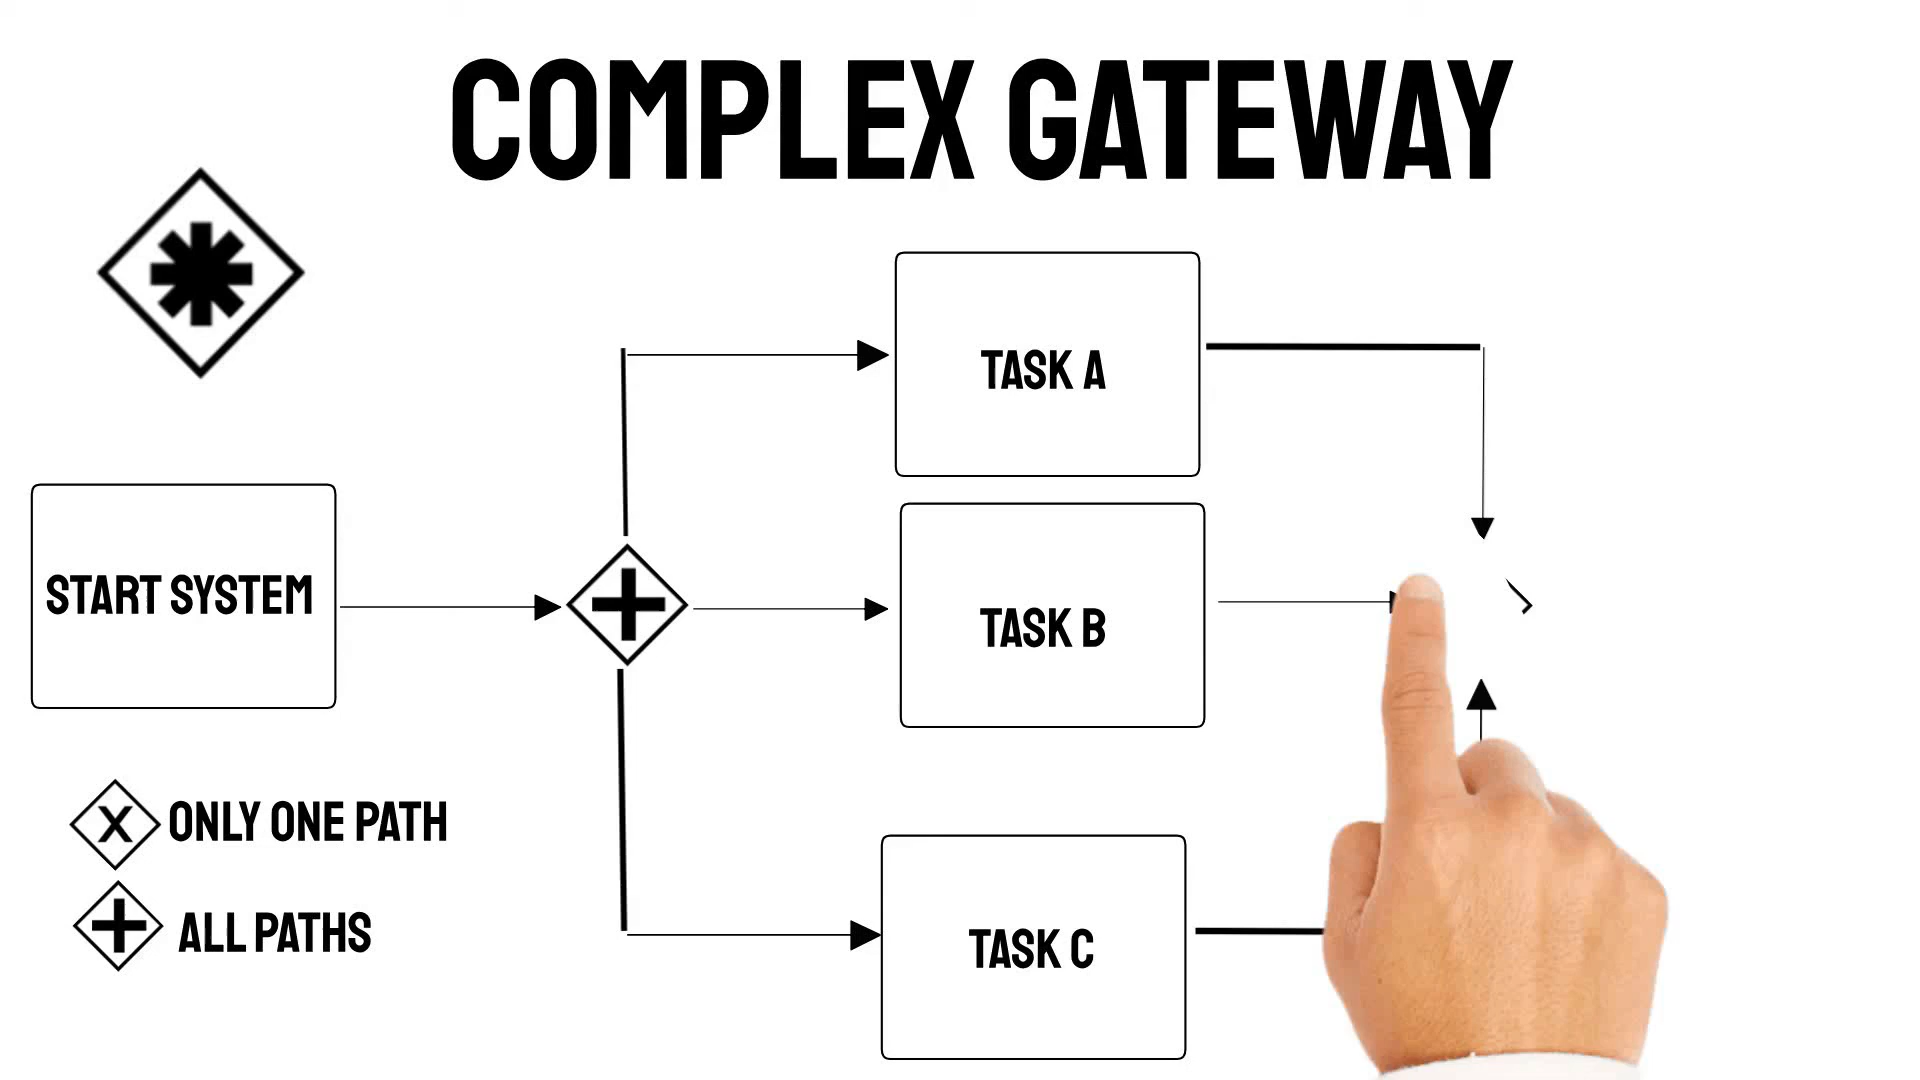 COMPLEX GATEWAY
TASK A
START SYSTEM
TASK B
X ONLY ONE PATH
ALL PATHS
TASK C